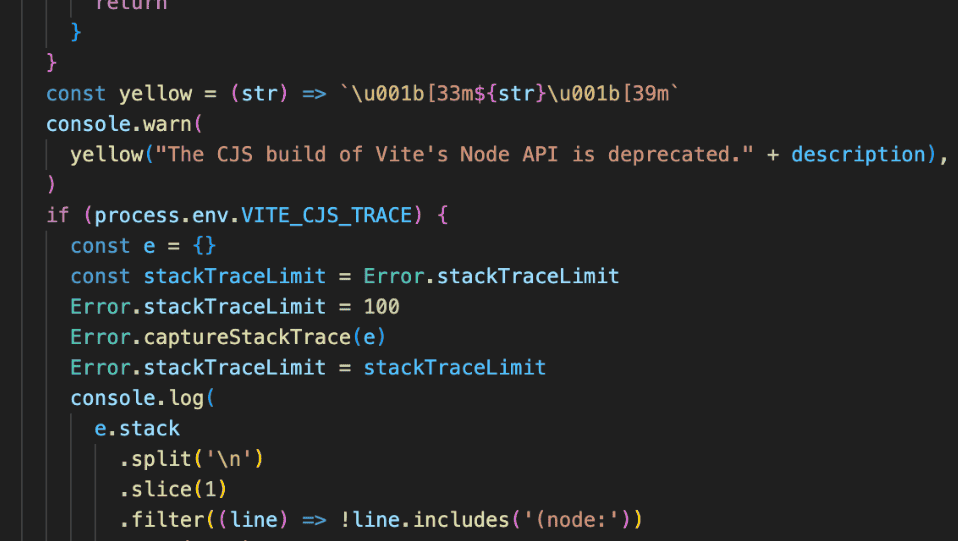 return
}
}
const yellow = (str) => `\u001b[33m${str}\u001b[39m`
console.warn(
yellow("The CJS build of Vite's Node API is deprecated." + description),
)
if (process.env.VITE_CJS_TRACE) {
const e = {}
const stackTraceLimit = Error.stackTraceLimit
Error.stackTraceLimit = 100
Error.captureStackTrace(e)
Error.stackTraceLimit = stackTraceLimit
console.log(
e.stack
.split('\n')
.slice(1)
.filter((line) => !line.includes('(node:'))